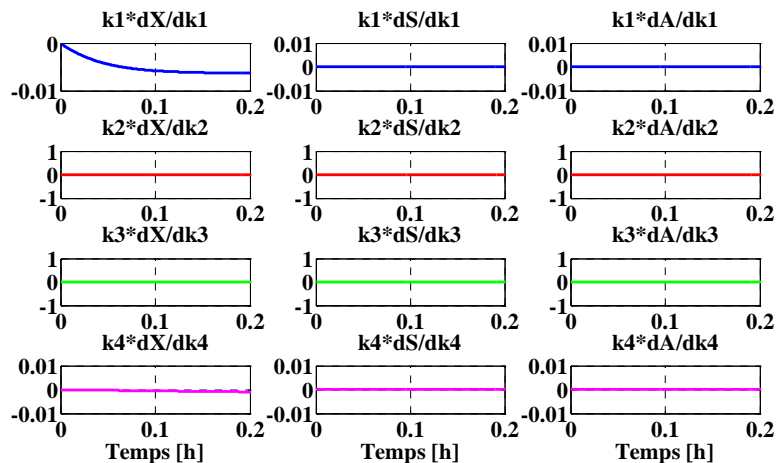 k1*dX/dk1 k1*dS/dk1 k1*dA/dk1
0 0.01 0.01
0 0
-0.01 -0.01 -0.01
0 0.1 0.2 0 0.1 0.2 0 0.1 0.2
k2*dX/dk2 k2*dS/dk2 k2*dA/dk2
1 1 1
0 0 0
-1 -1 -1
0 0.1 0.2 0 0.1 0.2 0 0.1 0.2
k3*dX/dk3 k3*dS/dk3 k3*dA/dk3
1 1 1
0 0 0
-1 -1 -1
0 0.1 0.2 0 0.1 0.2 0 0.1 0.2
k4*dX/dk4 k4*dS/dk4 k4*dA/dk4
0.01 0.01 0.01
0 0 0
-0.01 -0.01 -0.01
0 0.1 0.2 0 0.1 0.2 0 0.1 0.2
Temps [h] Temps [h] Temps [h]